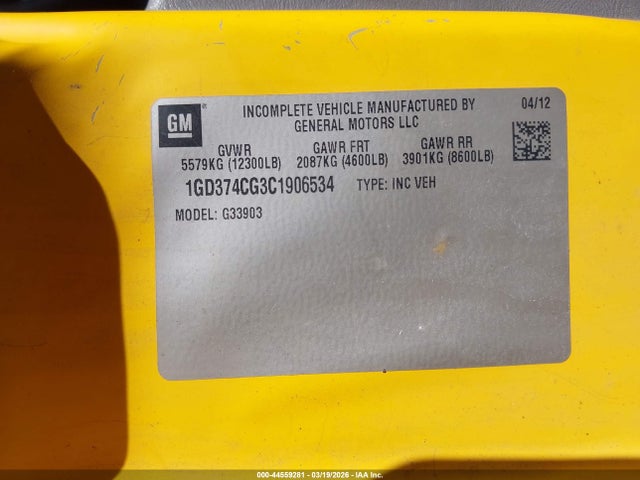 GM
INCOMPLETE VEHICLE MANUFACTURED BY
GENERAL MOTORS LLC
04/12
GVWR GAWR FRT GAWR RR
5579KG (12300LB) 2087KG (4600LB) 3901KG (8600LB)
1GD374CG3C1906534 TYPE: INC VEH
MODEL: G33903
000-44559281 - 03/19/2026 - IAA Inc.